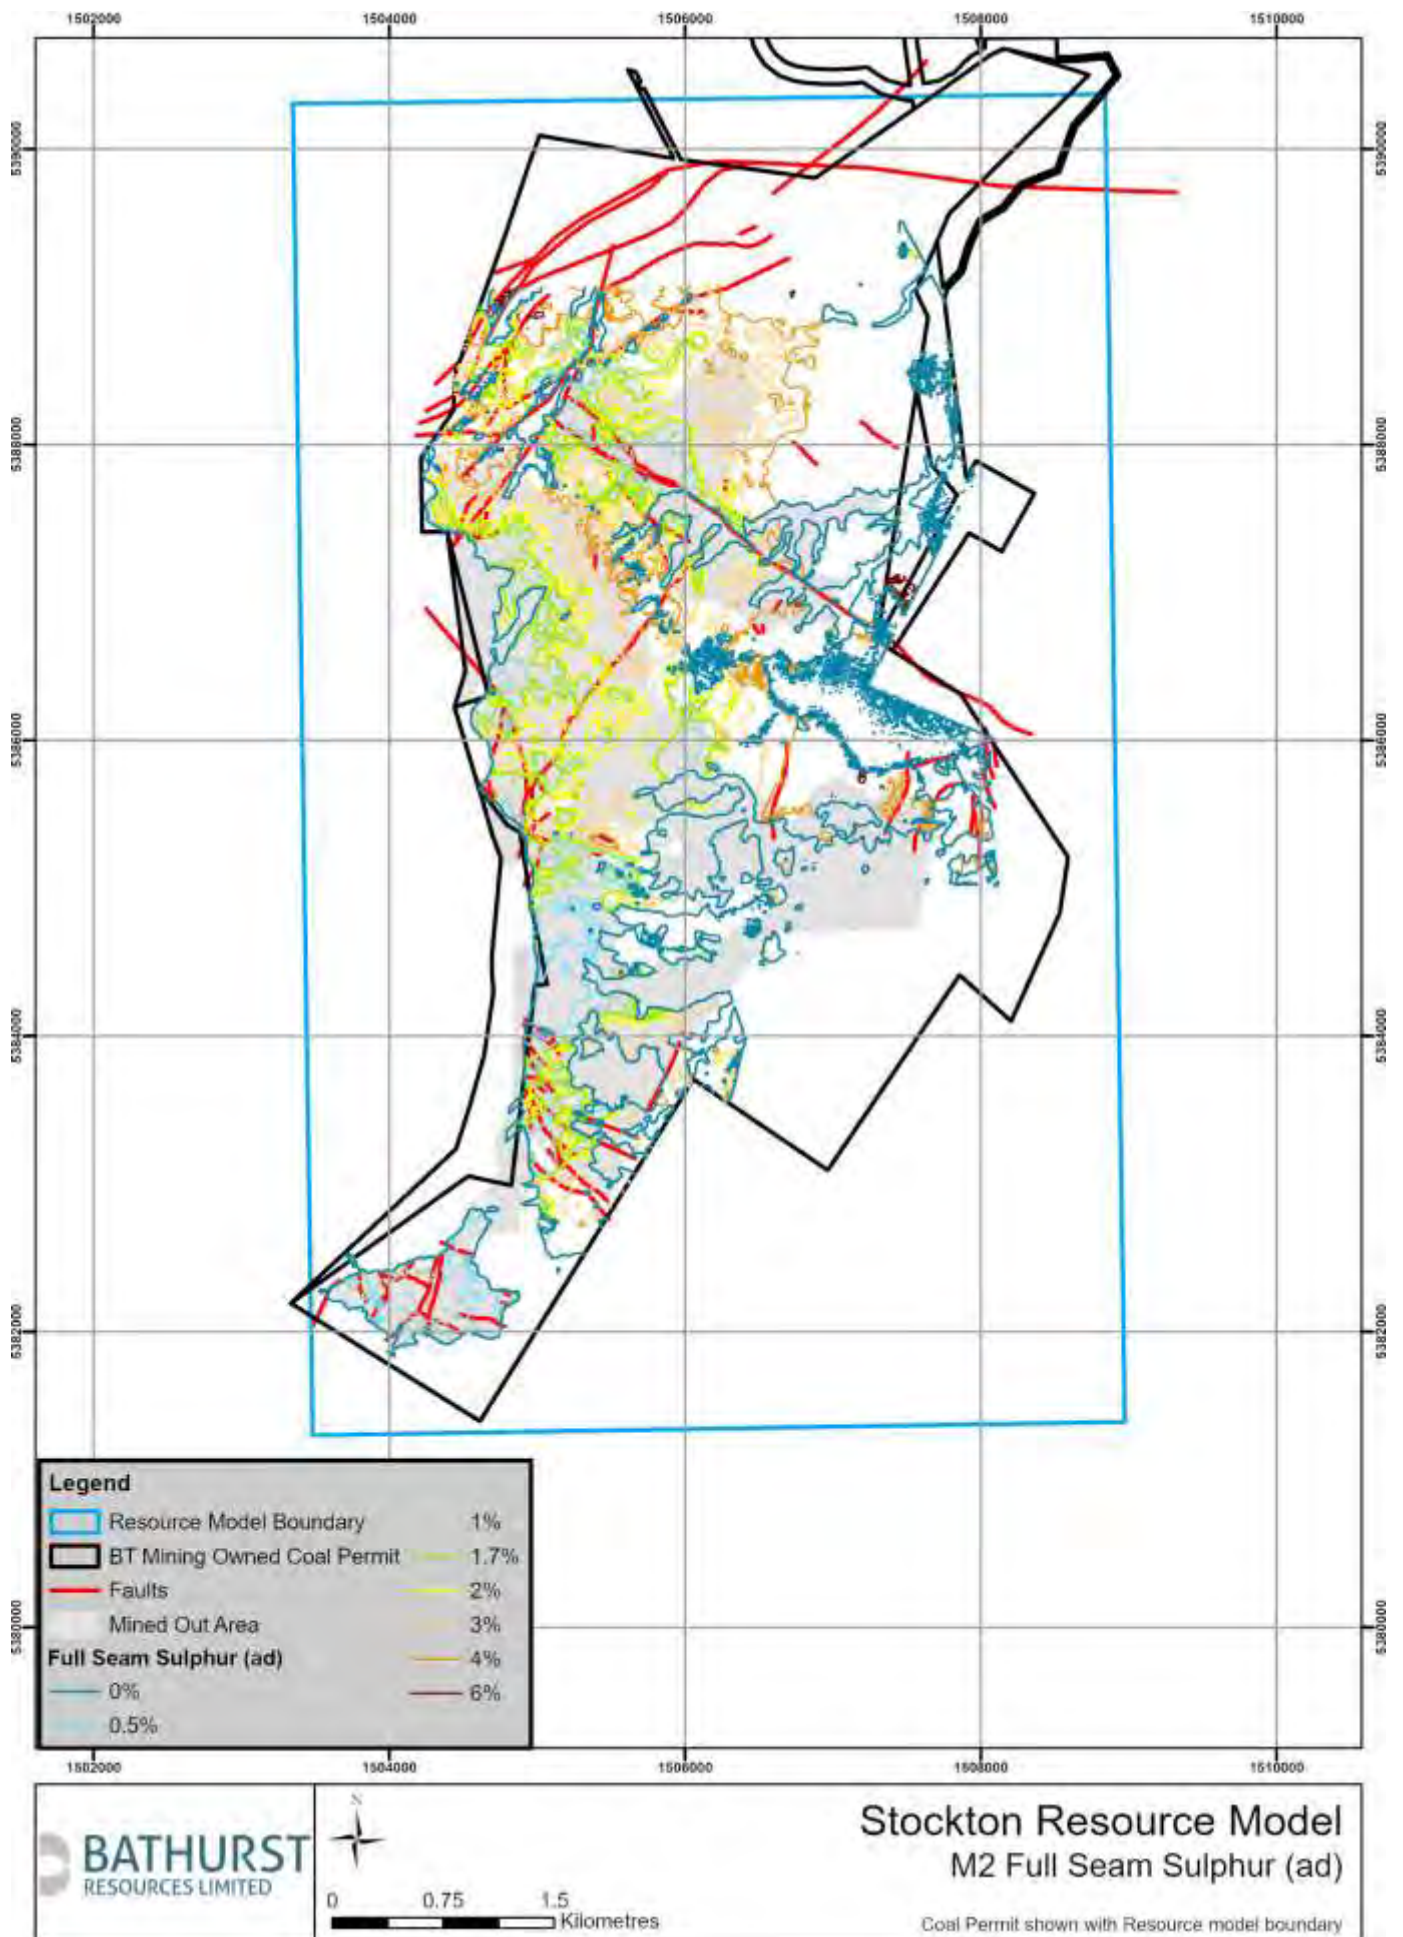 1502000 1504000 1506000 1508000 1510000
5390000 5390000
5388000 5388000
5386000 5386000
5384000 5384000
5382000 5382000
5380000 5380000
Legend
Resource Model Boundary 1%
BT Mining Owned Coal Permit 1.7%
Faults 2%
Mined Out Area 3%
Full Seam Sulphur (ad) 4%
0% 6%
0.5%
1502000 1504000 1506000 1508000 1510000
BATHURST
RESOURCES LIMITED
N
0 0.75 1.5
Kilometres
Stockton Resource Model
M2 Full Seam Sulphur (ad)
Coal Permit shown with Resource model boundary